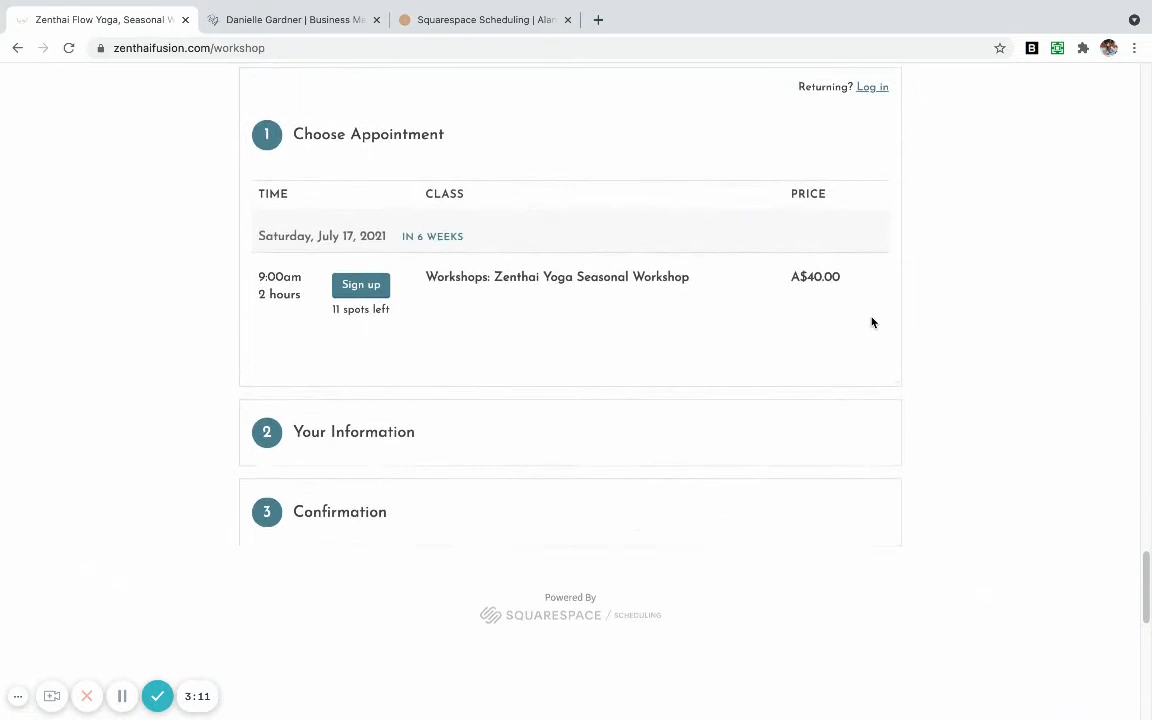 Zenthai Flow Yoga, Seasonal W
Danielle Gardner | Business Me
Squarespace Scheduling | Alan
zenthaifusion.com/workshop
Returning? Log in
1 Choose Appointment
TIME CLASS PRICE
Saturday, July 17, 2021 IN 6 WEEKS
9:00am Sign up Workshops: Zenthai Yoga Seasonal Workshop A$40.00
2 hours
11 spots left
2 Your Information
3 Confirmation
Powered By
SQUARESPACE / SCHEDULING
3:11